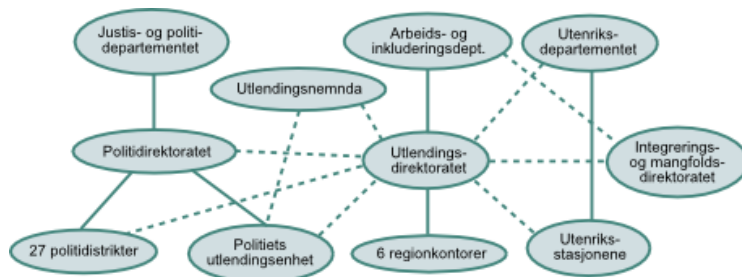 Justis- og politi-
departementet
Arbeids- og
inkluderingsdept.
Utenriks-
departementet
Utlendingsnemnda
Politidirektoratet
Utlendings-
direktoratet
Integrerings-
og mangfolds-
direktoratet
27 politidistrikter
Politiets
utlendingsenhet
6 regionkontorer
Utenriks-
stasjonene